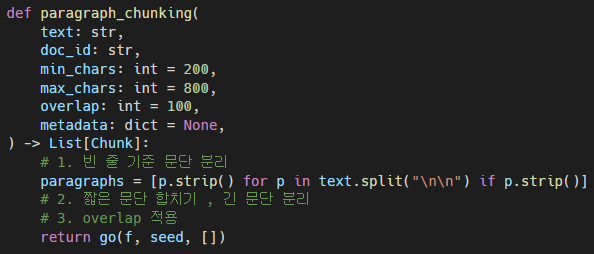 def paragraph_chunking(
    text: str,
    doc_id: str,
    min_chars: int = 200,
    max_chars: int = 800,
    overlap: int = 100,
    metadata: dict = None,
) -> List[Chunk]:
    # 1. 빈 줄 기준 문단 분리
    paragraphs = [p.strip() for p in text.split("\n\n") if p.strip()]
    # 2. 짧은 문단 합치기 , 긴 문단 분리
    # 3. overlap 적용
    return go(f, seed, [])